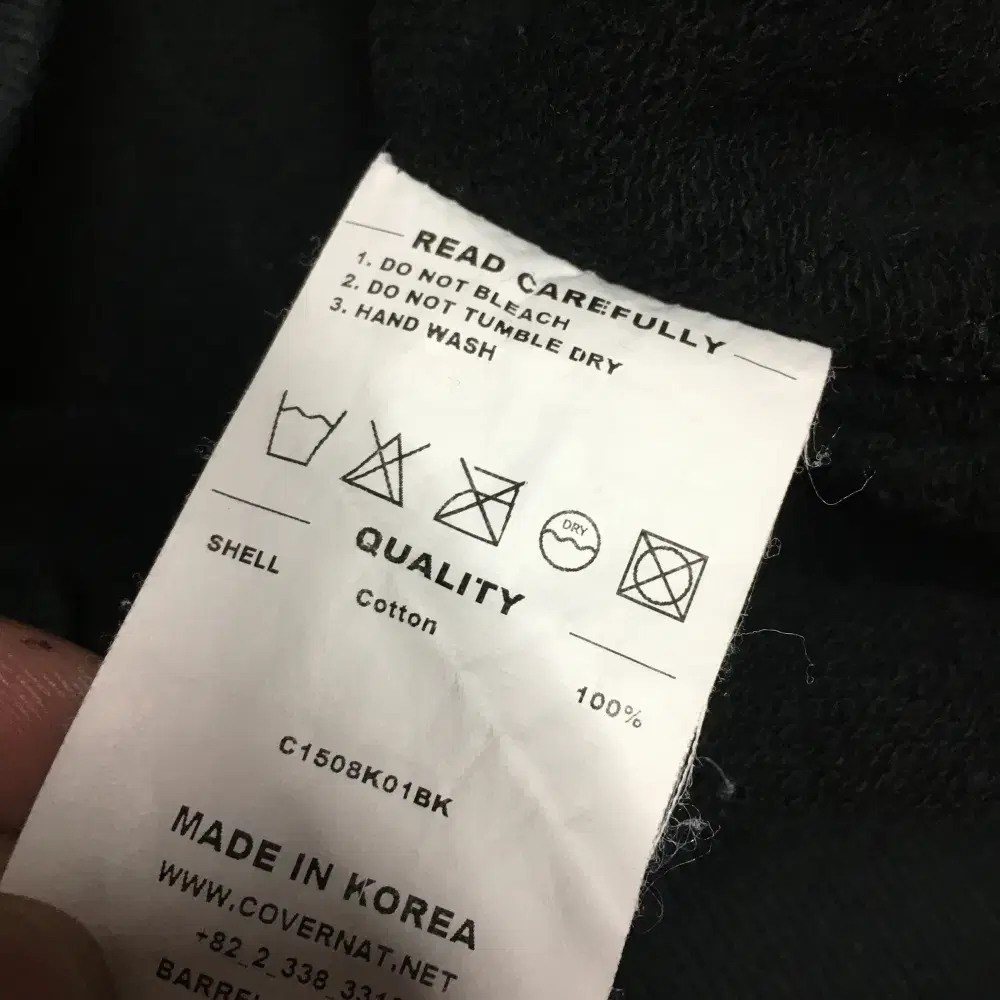 READ CAREFULLY
1. DO NOT BLEACH
2. DO NOT TUMBLE DRY
3. HAND WASH
DRY
QUALITY
SHELL Cotton 100%
C1508K01BK
MADE IN KOREA
WWW.COVERNAT.NET
+82_2_338_331